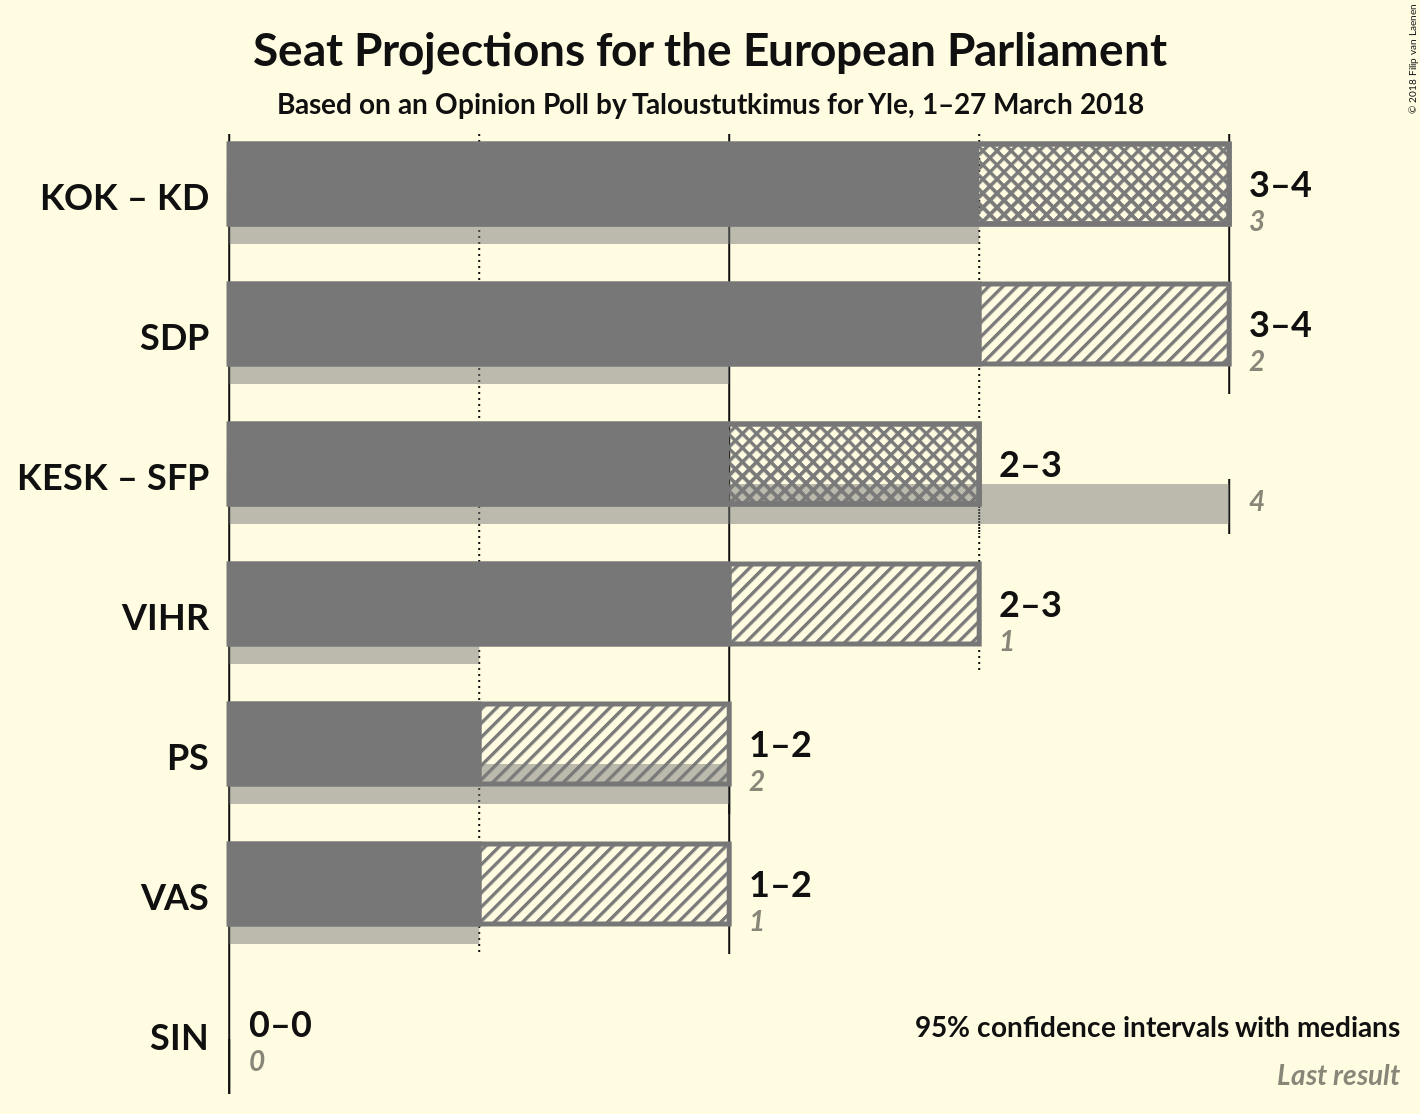 © 2018 Filip van Laenen
Seat Projections for the European Parliament
Based on an Opinion Poll by Taloustutkimus for Yle, 1–27 March 2018
KOK – KD
3–4
3
SDP
3–4
2
KESK – SFP
2–3
4
VIHR
2–3
1
PS
1–2
2
VAS
1–2
1
SIN
0–0
0
95% confidence intervals with medians
Last result